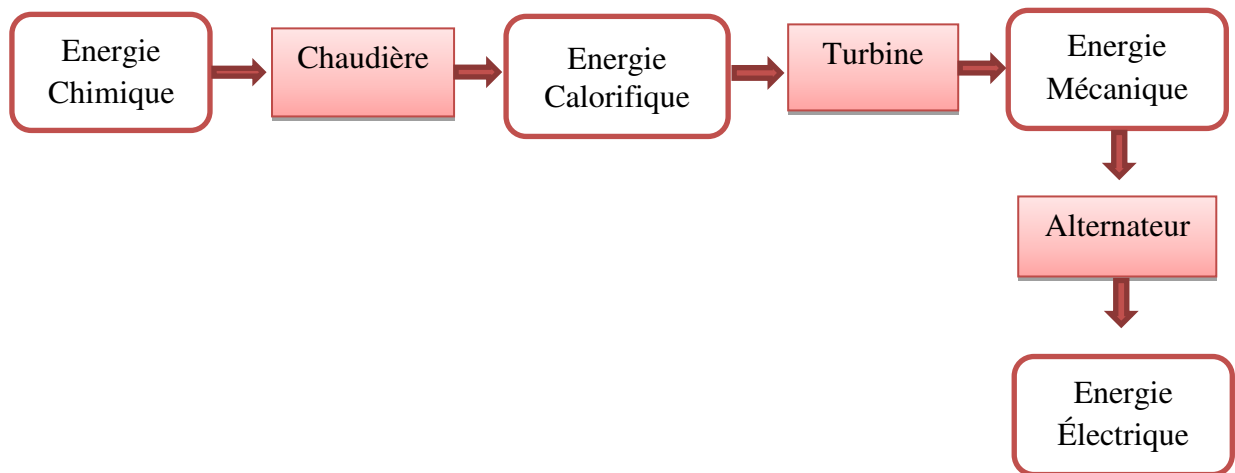 Energie
Chimique
Chaudière
Energie
Calorifique
Turbine
Energie
Mécanique
Alternateur
Energie
Électrique